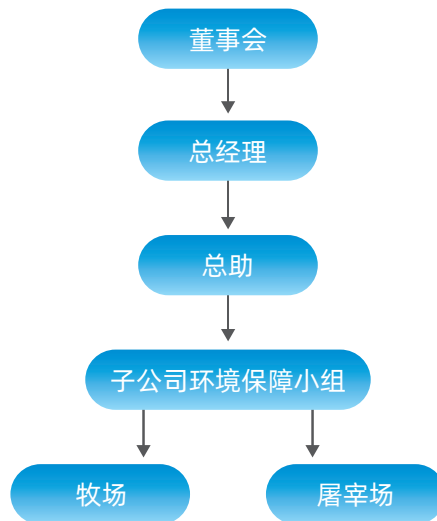 董事会
总经理
总助
子公司环境保障小组
牧场
屠宰场